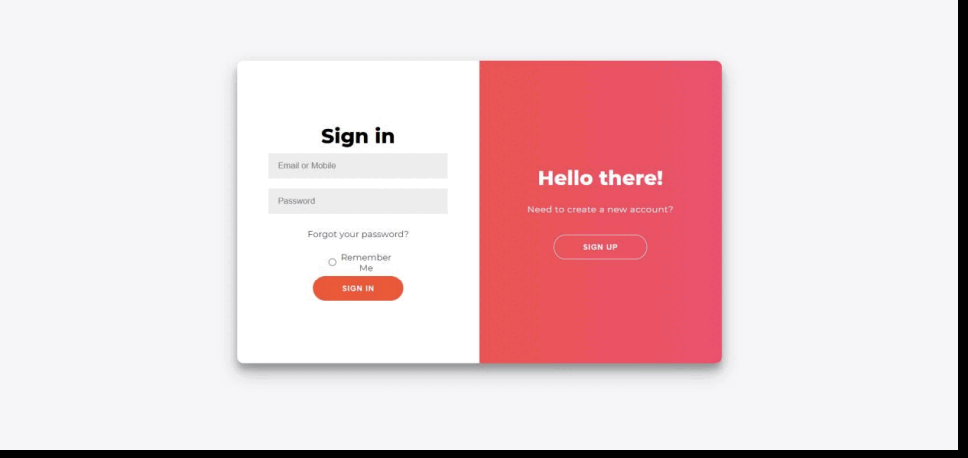 Sign in
Email or Mobile
Password
Forgot your password?
Remember
Me
SIGN IN
Hello there!
Need to create a new account?
SIGN UP